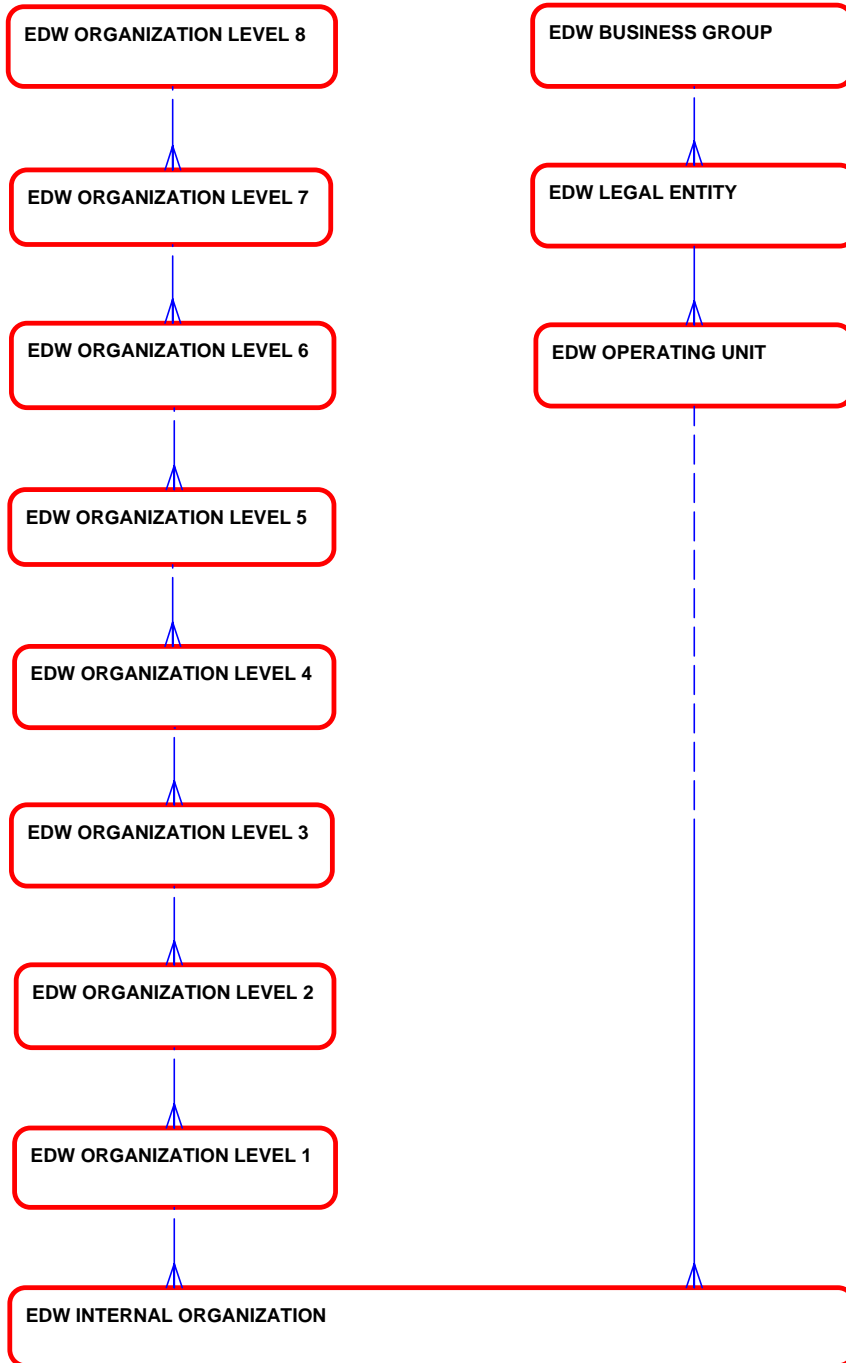 EDW ORGANIZATION LEVEL 8
EDW BUSINESS GROUP
EDW ORGANIZATION LEVEL 7
EDW LEGAL ENTITY
EDW ORGANIZATION LEVEL 6
EDW OPERATING UNIT
EDW ORGANIZATION LEVEL 5
EDW ORGANIZATION LEVEL 4
EDW ORGANIZATION LEVEL 3
EDW ORGANIZATION LEVEL 2
EDW ORGANIZATION LEVEL 1
EDW INTERNAL ORGANIZATION